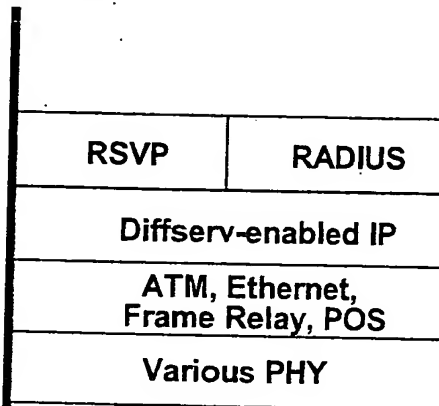 RSVP RADIUS
Diffserv-enabled IP
ATM, Ethernet,
Frame Relay, POS
Various PHY